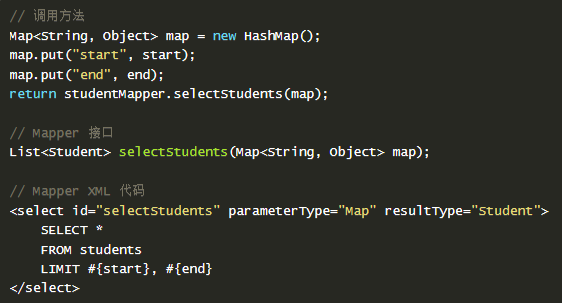 // 调用方法
Map<String, Object> map = new HashMap();
map.put("start", start);
map.put("end", end);
return studentMapper.selectStudents(map);
// Mapper 接口
List<Student> selectStudents(Map<String, Object> map);
// Mapper XML 代码
<select id="selectStudents" parameterType="Map" resultType="Student">
    SELECT *
    FROM students
    LIMIT #{start}, #{end}
</select>